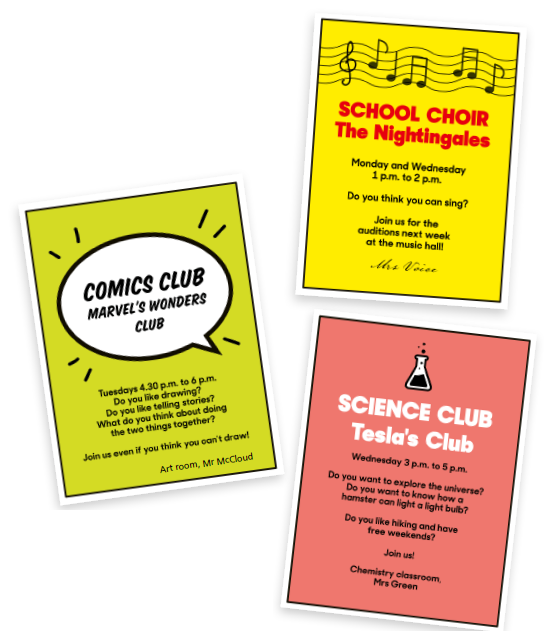 SCHOOL CHOIR
The Nightingales
Monday and Wednesday
1 p.m. to 2 p.m.
Do you think you can sing?
Join us for the
auditions next week
at the music hall!
Mrs Voice
COMICS CLUB
MARVEL'S WONDERS
CLUB
Tuesdays 4.30 p.m. to 6 p.m.
Do you like drawing?
Do you like telling stories?
What do you think about doing
the two things together?
Join us even if you think you can't draw!
Art room, Mr McCloud
SCIENCE CLUB
Tesla's Club
Wednesday 3 p.m. to 5 p.m.
Do you want to explore the universe?
Do you want to know how a
hamster can light a light bulb?
Do you like hiking and have
free weekends?
Join us!
Chemistry classroom,
Mrs Green